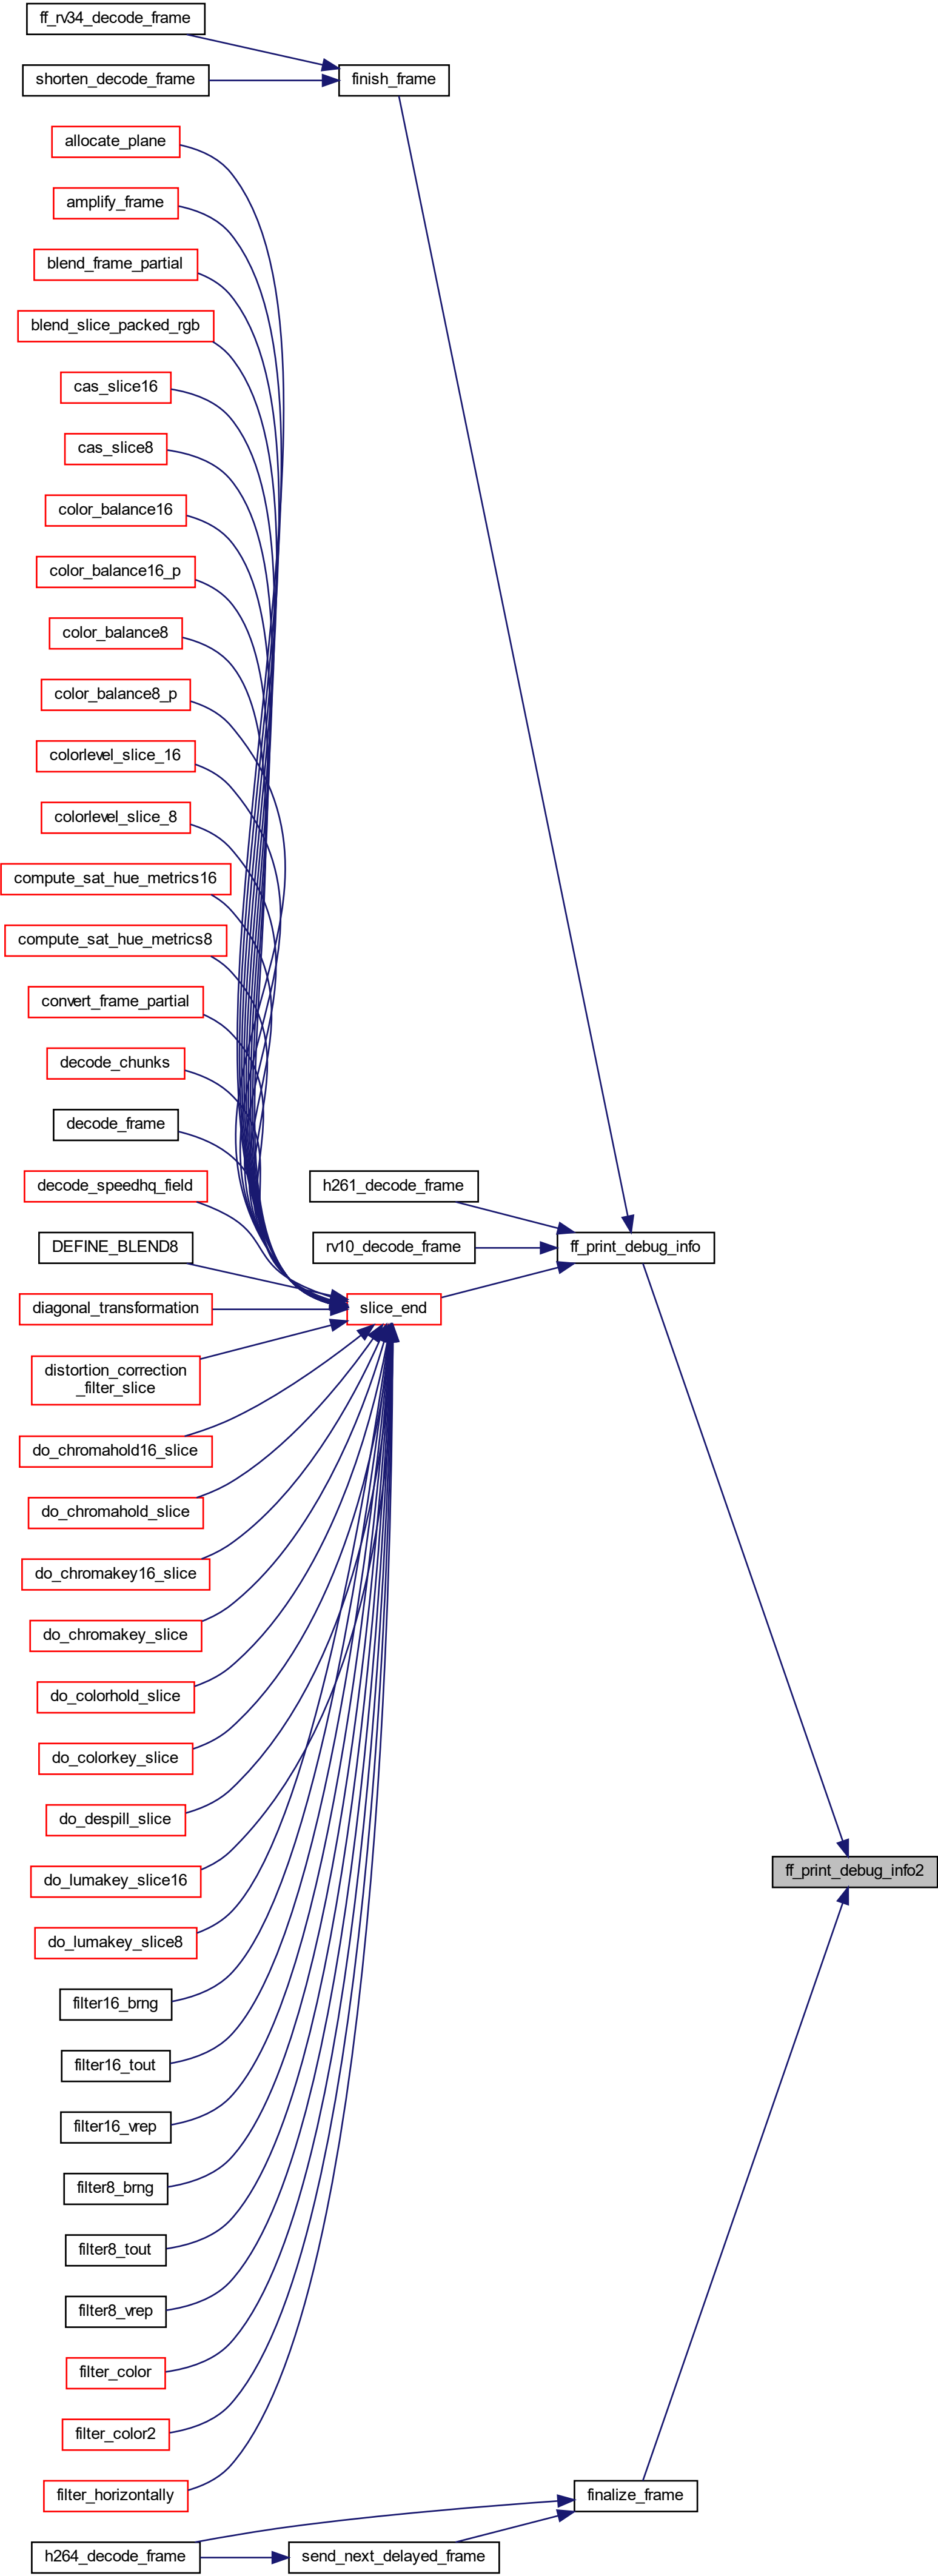 ff_rv34_decode_frame
shorten_decode_frame
finish_frame
allocate_plane
amplify_frame
blend_frame_partial
blend_slice_packed_rgb
cas_slice16
cas_slice8
color_balance16
color_balance16_p
color_balance8
color_balance8_p
colorlevel_slice_16
colorlevel_slice_8
compute_sat_hue_metrics16
compute_sat_hue_metrics8
convert_frame_partial
decode_chunks
decode_frame
decode_speedhq_field
h261_decode_frame
DEFINE_BLEND8
rv10_decode_frame
ff_print_debug_info
diagonal_transformation
slice_end
distortion_correction
_filter_slice
do_chromahold16_slice
do_chromahold_slice
do_chromakey16_slice
do_chromakey_slice
do_colorhold_slice
do_colorkey_slice
do_despill_slice
do_lumakey_slice16
ff_print_debug_info2
do_lumakey_slice8
filter16_brng
filter16_tout
filter16_vrep
filter8_brng
filter8_tout
filter8_vrep
filter_color
filter_color2
filter_horizontally
finalize_frame
h264_decode_frame
send_next_delayed_frame